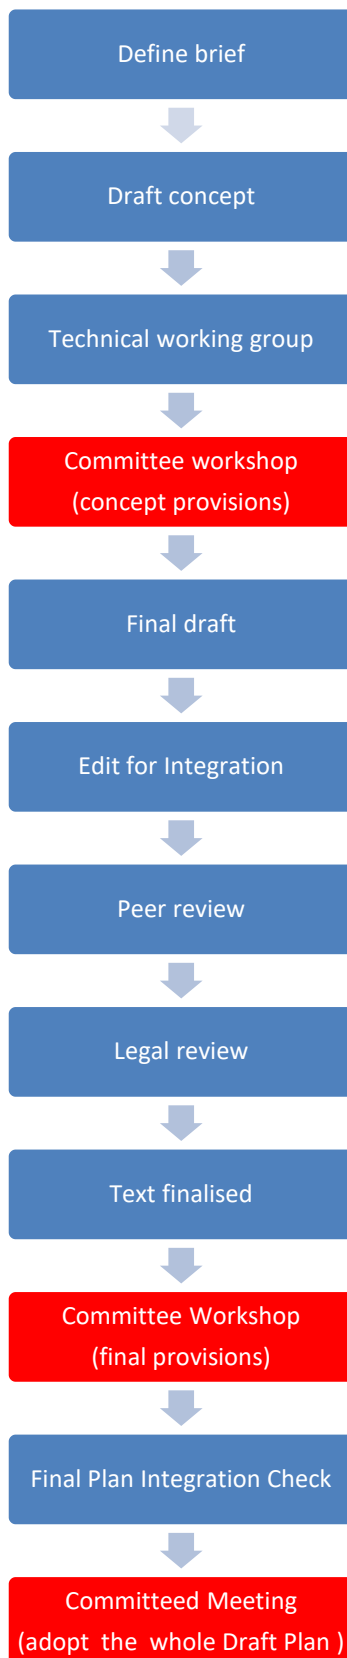 Define brief
Draft concept
Technical working group
Committee workshop
(concept provisions)
Final draft
Edit for Integration
Peer review
Legal review
Text finalised
Committee Workshop
(final provisions)
Final Plan Integration Check
Committeed Meeting
(adopt the whole Draft Plan )